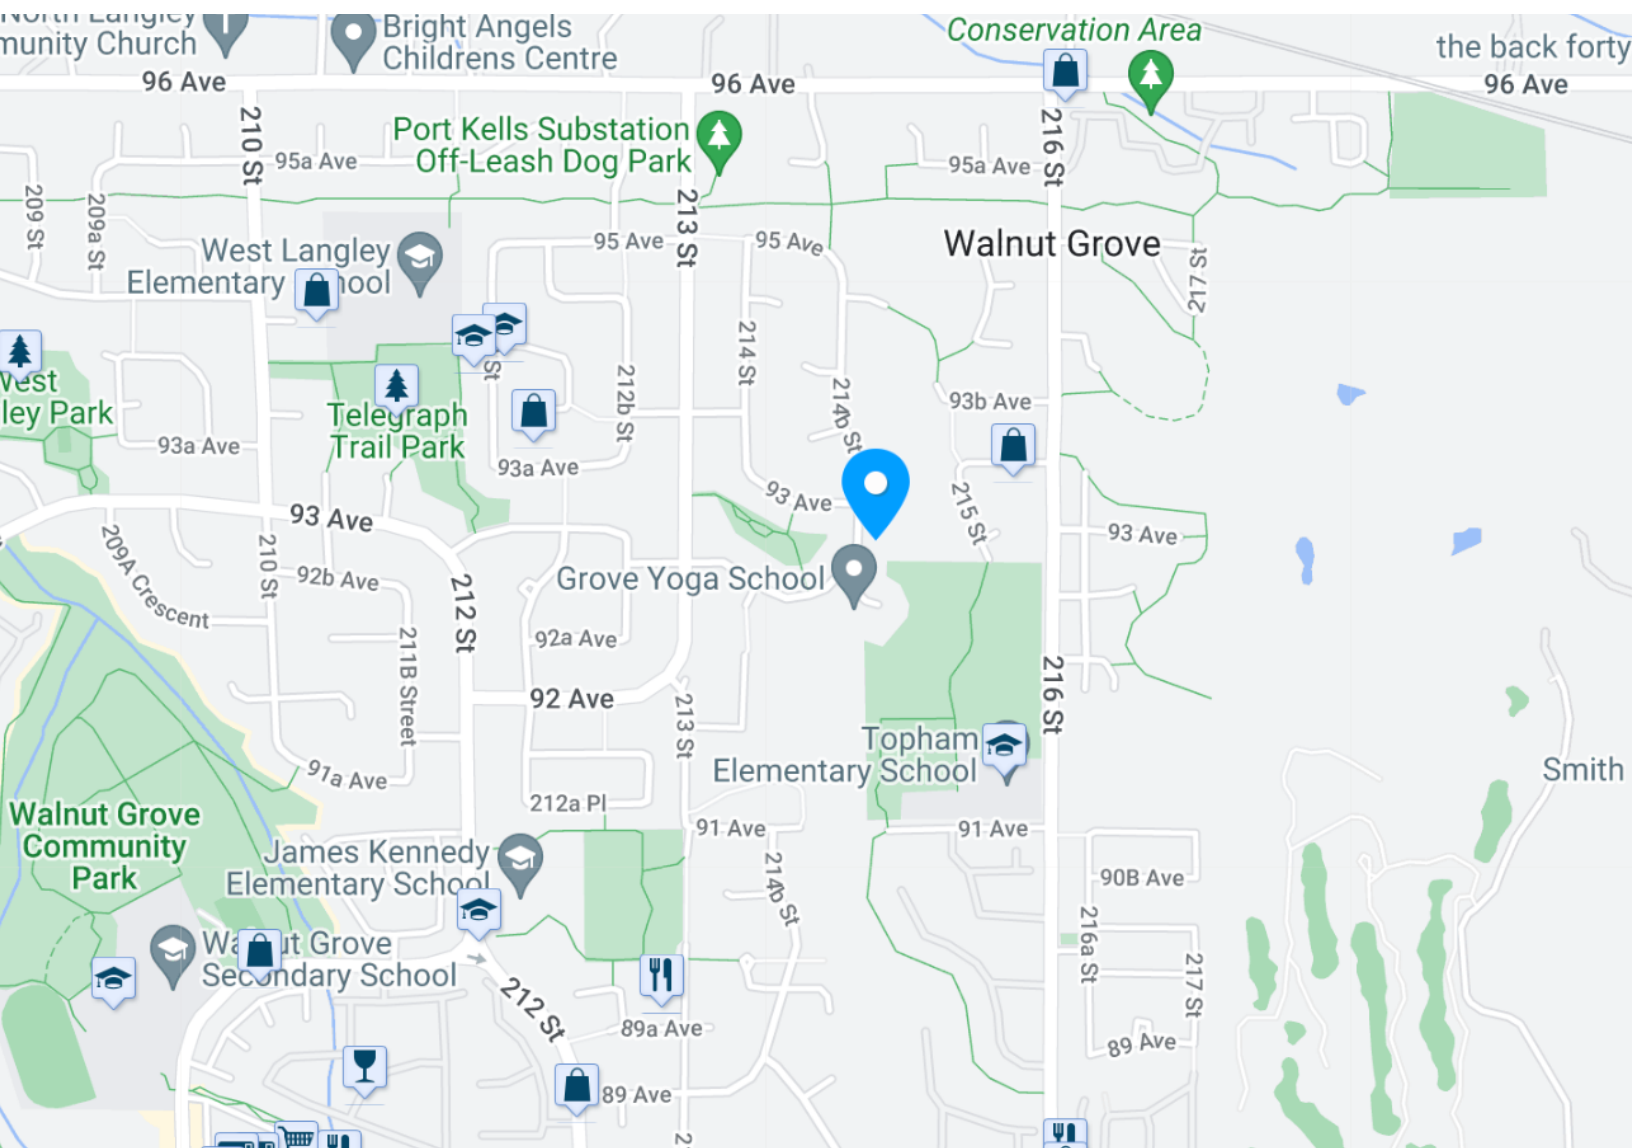 North Langley
munity Church
Bright Angels
Childrens Centre
Conservation Area
the back forty
96 Ave
96 Ave
96 Ave
210 St
Port Kells Substation
Off-Leash Dog Park
216 St
95a Ave
95a Ave
209 St
209a St
213 St
West Langley
Elementary School
95 Ave
95 Ave
Walnut Grove
217 St
St
214 St
212b St
214b St
West
ley Park
Telegraph
Trail Park
93b Ave
93a Ave
93a Ave
93 Ave
215 St
93 Ave
93 Ave
209A Crescent
210 St
92b Ave
212 St
Grove Yoga School
92a Ave
211B Street
92 Ave
213 St
216 St
Topham
Elementary School
Smith
91a Ave
212a Pl
Walnut Grove
Community
Park
91 Ave
91 Ave
James Kennedy
Elementary School
214b St
90B Ave
Walnut Grove
Secondary School
216a St
217 St
212 St
89a Ave
89 Ave
89 Ave